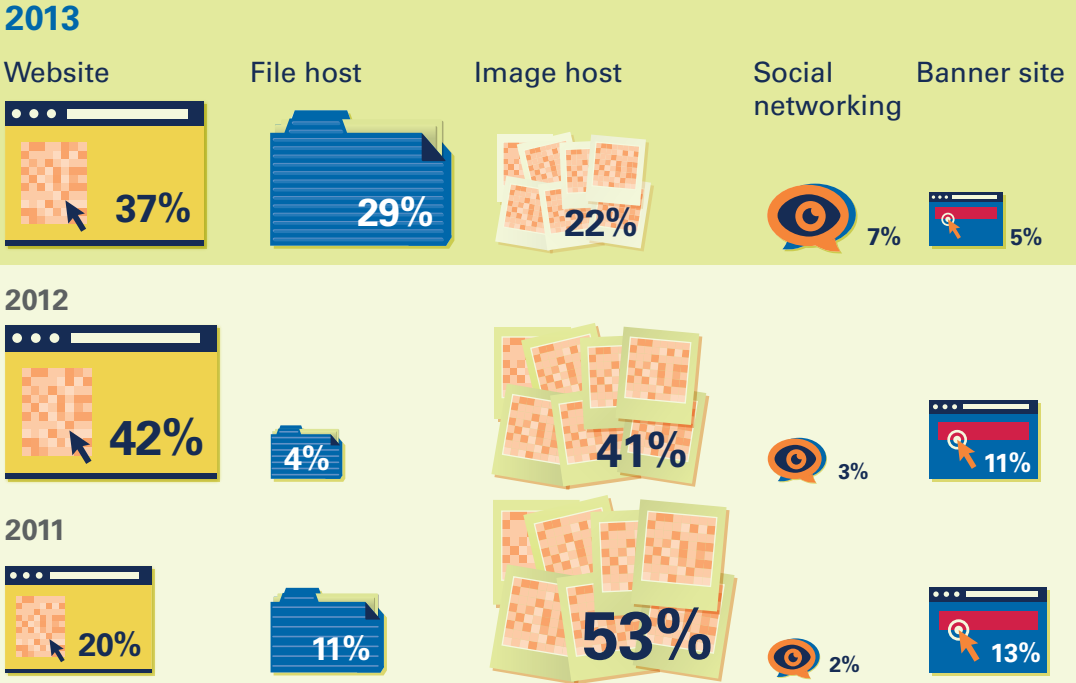 2013
Website File host Image host Social networking Banner site
37% 29% 22% 7% 5%
2012
42% 4% 41% 3% 11%
2011
20% 11% 53% 2% 13%